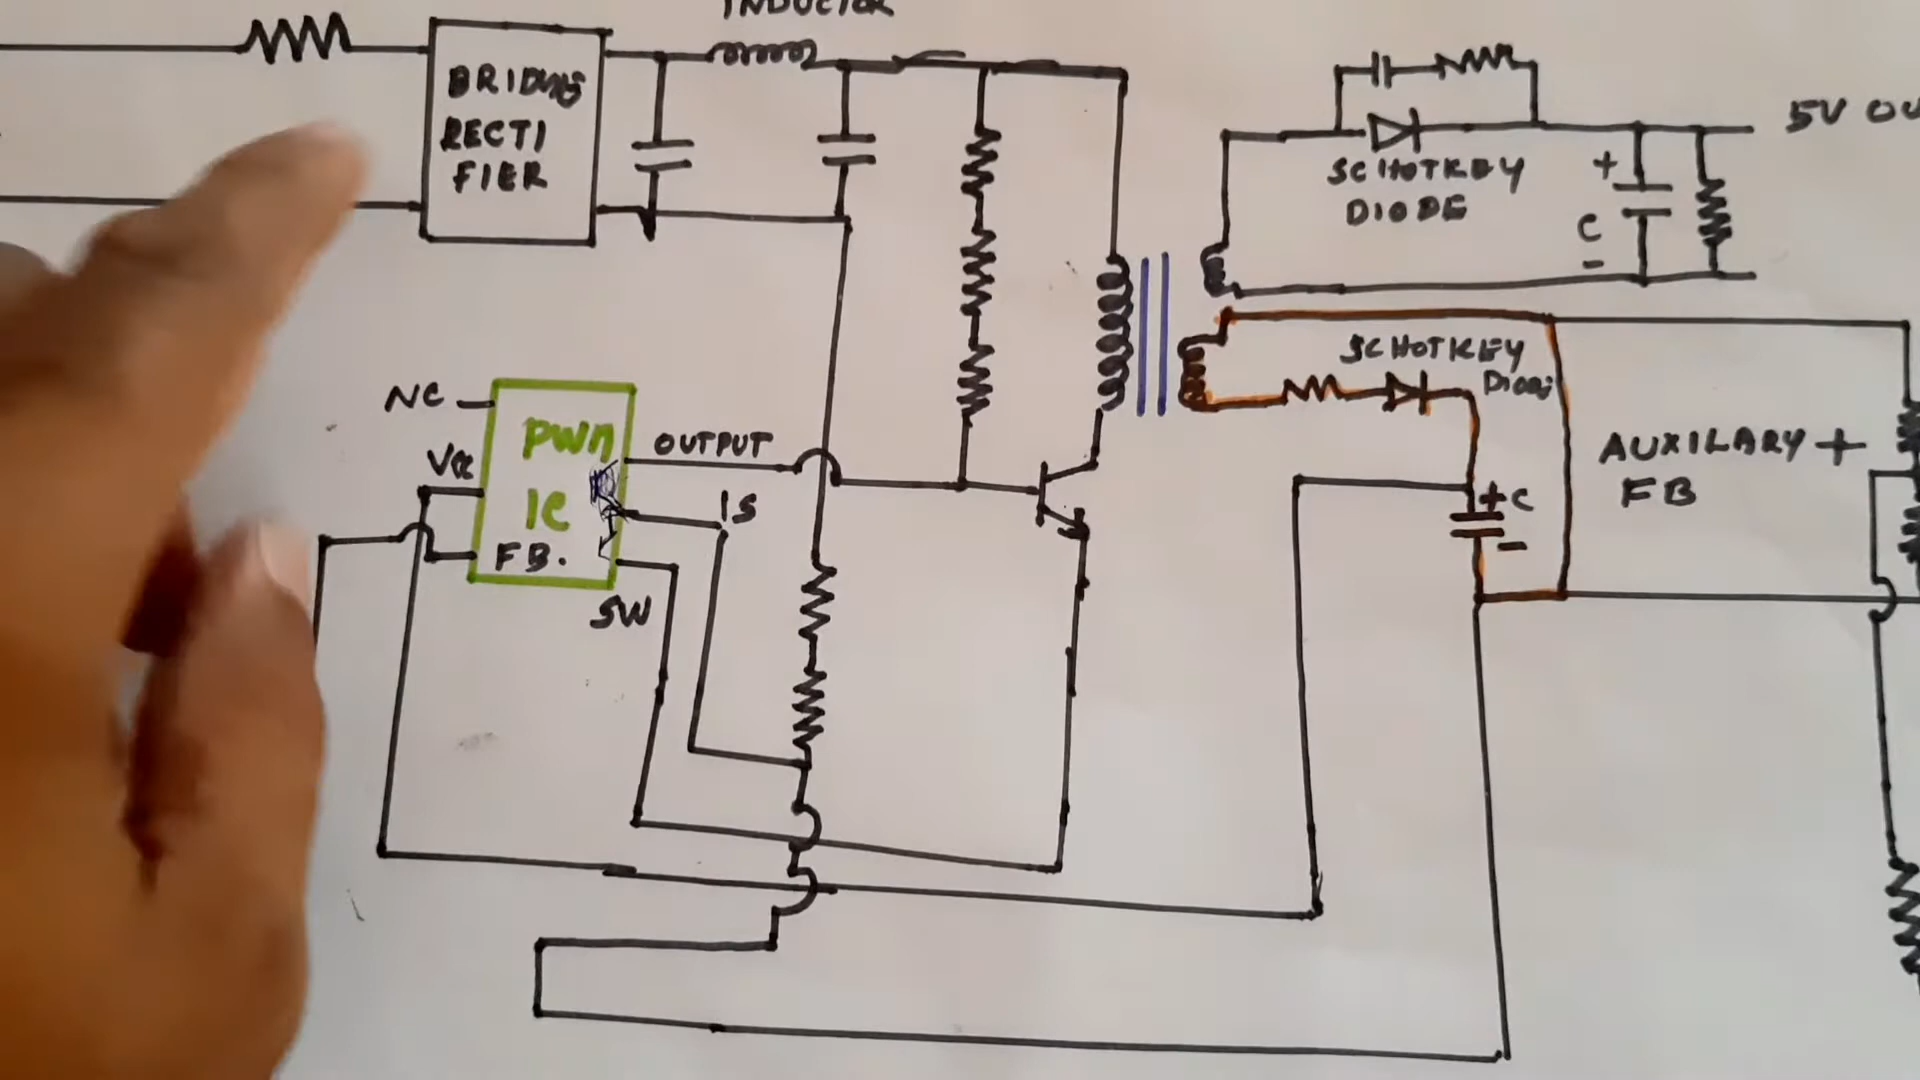 INDUCTOR
BRIDGE
RECTI
FIER
5V OU
SCHOTKEY
DIODE
+
C
-
SCHOTKEY
NC
PWM
OUTPUT
VCC
IC
IS
FB.
SW
AUXILARY +
FB
+C
-